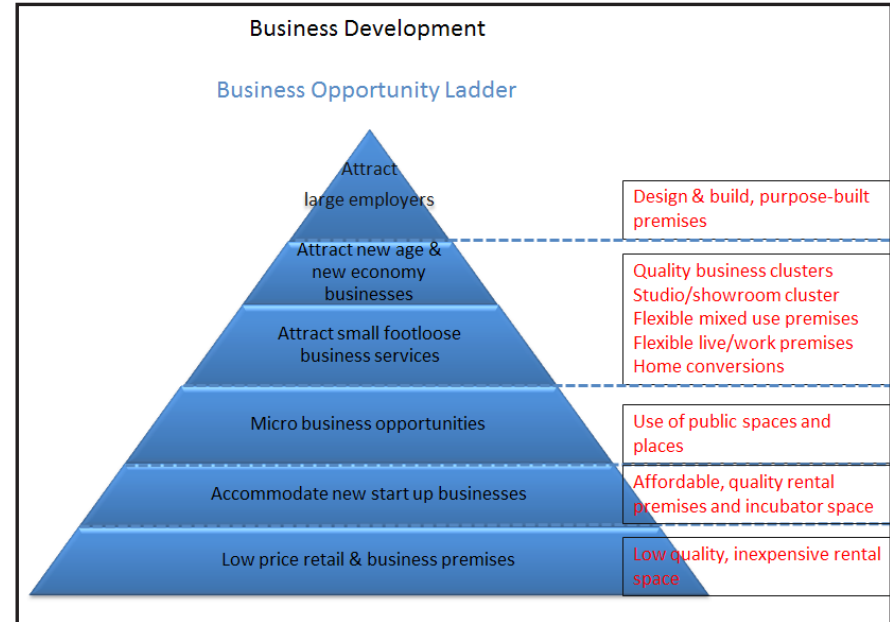 Business Development
Business Opportunity Ladder
Attract
large employers
Design & build, purpose-built
premises
Attract new age &
new economy
businesses
Quality business clusters
Studio/showroom cluster
Flexible mixed use premises
Flexible live/work premises
Home conversions
Attract small footloose
business services
Micro business opportunities
Use of public spaces and
places
Accommodate new start up businesses
Affordable, quality rental
premises and incubator space
Low price retail & business premises
Low quality, inexpensive rental
space